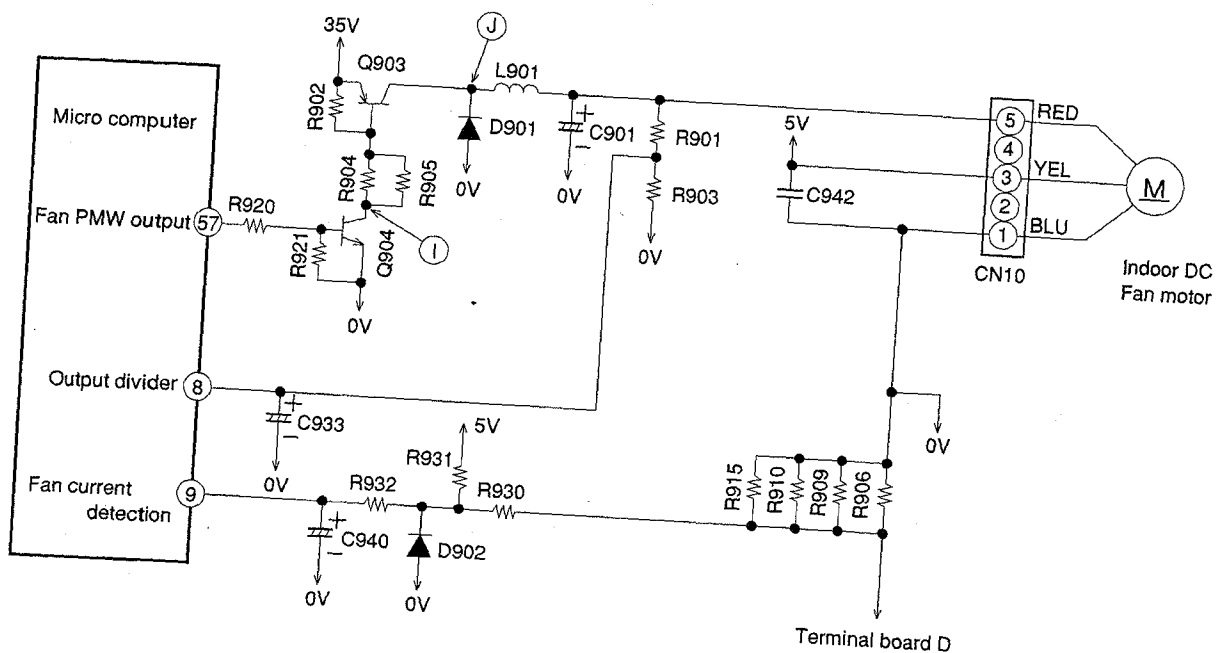 35V
J
Q903
L901
R902
Micro computer
D901
C901
+
−
R901
5V
5
RED
4
0V
0V
R904
R905
R903
C942
3
YEL
M
2
Fan PMW output
57
R920
R921
Q904
I
0V
1
BLU
CN10
Indoor DC
Fan motor
0V
Output divider
8
+
C933
−
5V
0V
0V
R931
Fan current
detection
9
R932
R930
R915
R910
R909
R906
+
C940
−
D902
0V
0V
Terminal board D